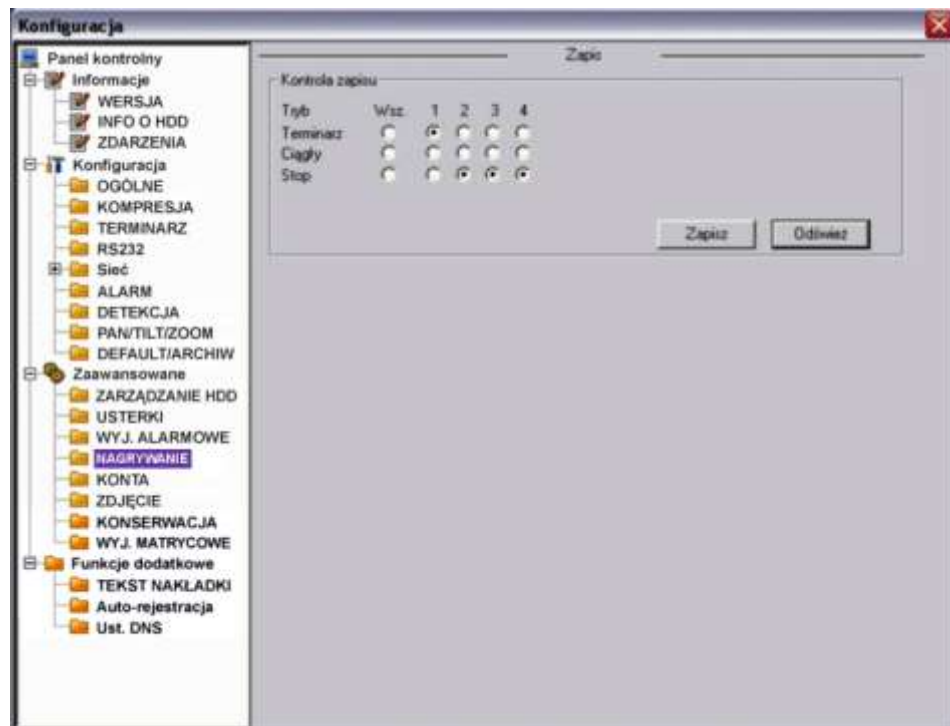 Konfiguracja
Panel kontrolny
Informacje
WERSJA
INFO O HDD
ZDARZENIA
Konfiguracja
OGÓLNE
KOMPRESJA
TERMINARZ
RS232
Sieć
ALARM
DETEKCJA
PAN/TILT/ZOOM
DEFAULT/ARCHIW
Zaawansowane
ZARZĄDZANIE HDD
USTERKI
WYJ. ALARMOWE
NAGRYWANIE
KONTA
ZDJĘCIE
KONSERWACJA
WYJ. MATRYCOWE
Funkcje dodatkowe
TEKST NAKŁADKI
Auto-rejestracja
Ust. DNS
Zapis
Kontrola zapisu
Tryb Wsz. 1 2 3 4
Terminarz
Ciągły
Stop
Zapisz Odśwież